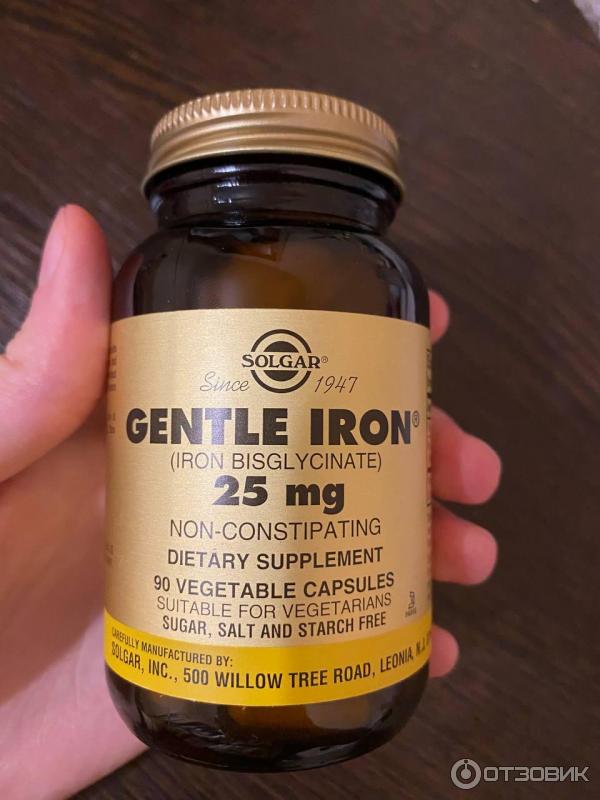 SOLGAR®
Since 1947
GENTLE IRON®
(IRON BISGLYCINATE)
25 mg
NON-CONSTIPATING
DIETARY SUPPLEMENT
90 VEGETABLE CAPSULES
SUITABLE FOR VEGETARIANS
SUGAR, SALT AND STARCH FREE
CAREFULLY MANUFACTURED BY:
SOLGAR, INC., 500 WILLOW TREE ROAD, LEONIA, N.J.
ОТЗОВИК